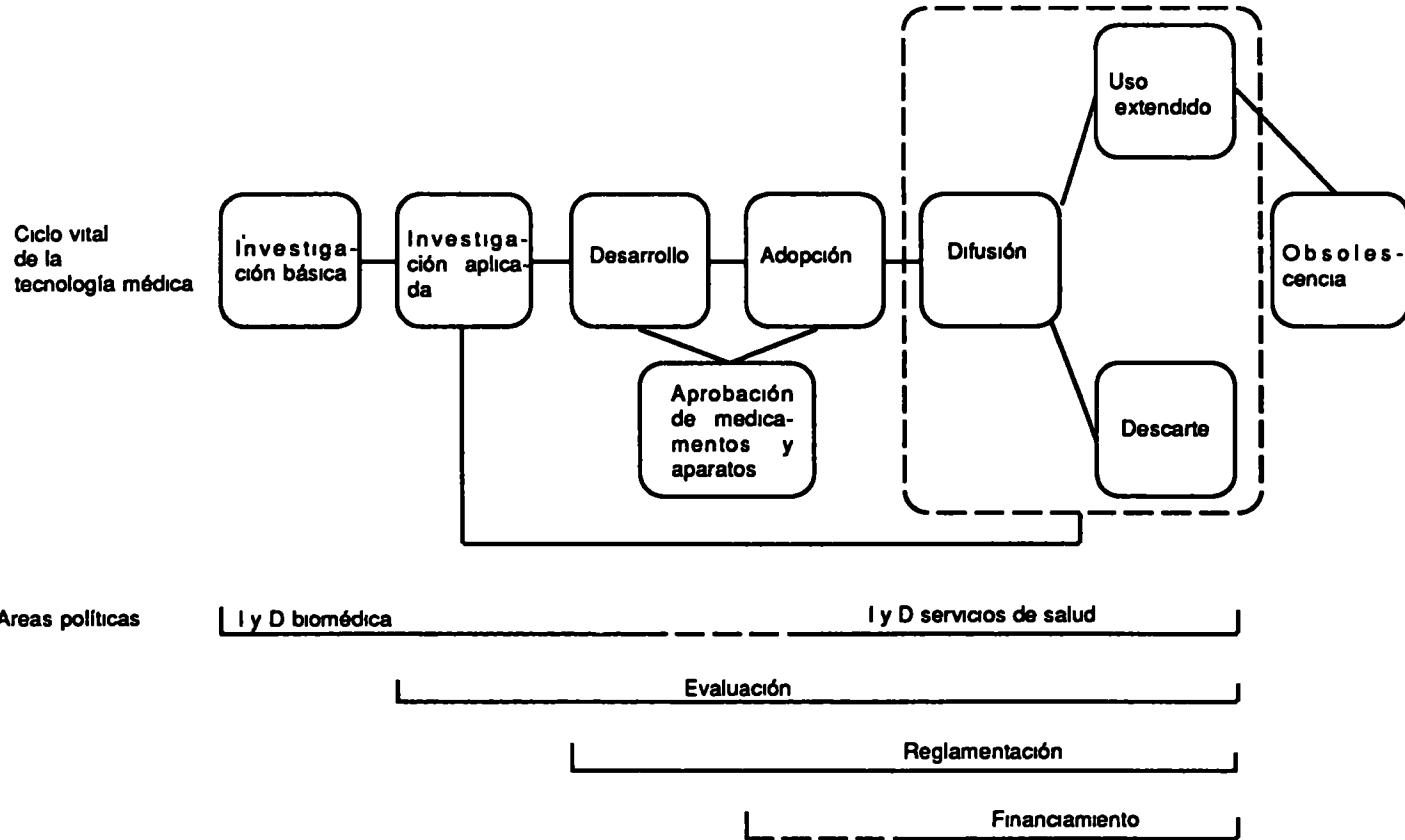 Ciclo vital
de la
tecnología médica
Investiga-
ción básica
Investiga-
ción aplica-
da
Desarrollo
Adopción
Aprobación
de medica-
mentos y
aparatos
Difusión
Uso
extendido
Descarte
Obsoles-
cencia
Areas políticas
I y D biomédica
I y D servicios de salud
Evaluación
Reglamentación
Financiamiento